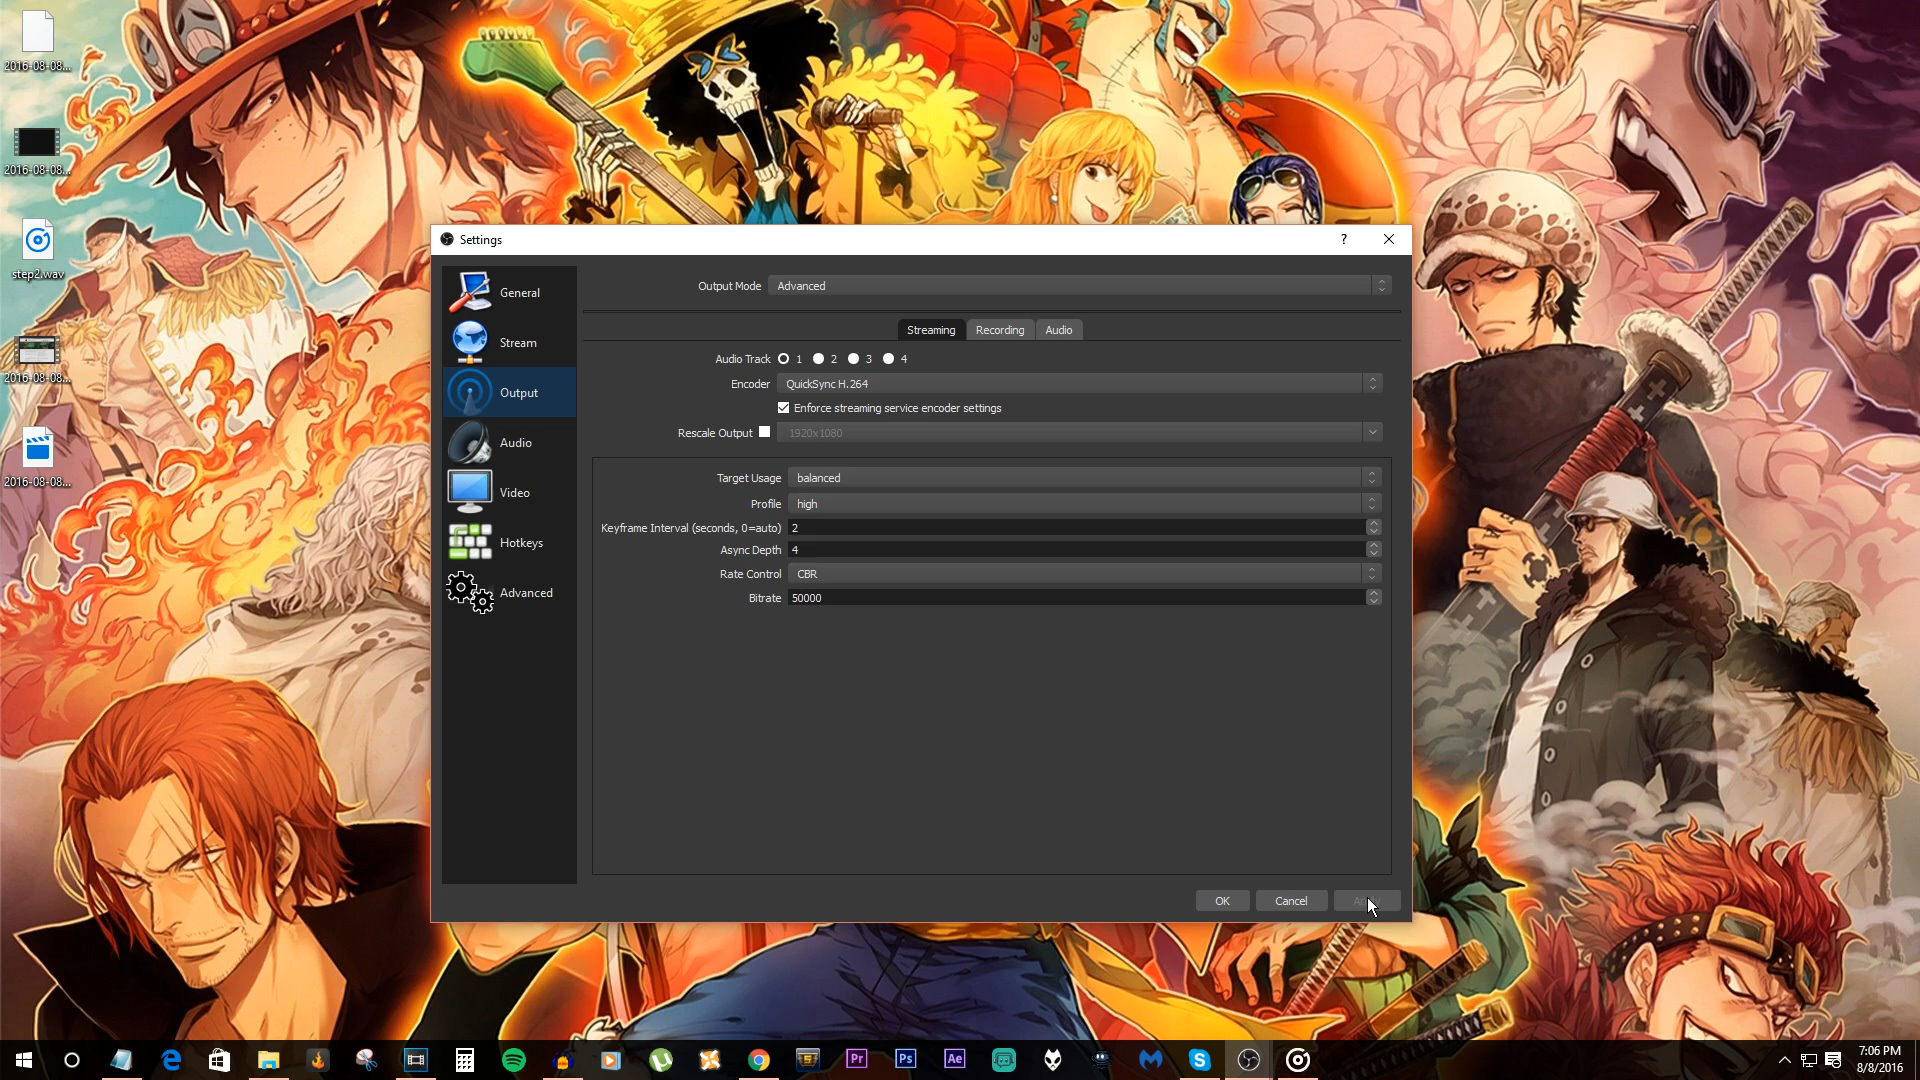 2016-08-08...
2016-08-08...
step2.wav
2016-08-08...
2016-08-08...
Settings
?
General
Stream
Output
Audio
Video
Hotkeys
Advanced
Output Mode Advanced
Streaming Recording Audio
Audio Track 1 2 3 4
Encoder QuickSync H.264
Enforce streaming service encoder settings
Rescale Output 1920x1080
Target Usage balanced
Profile high
Keyframe Interval (seconds, 0=auto) 2
Async Depth 4
Rate Control CBR
Bitrate 50000
OK Cancel
Pr Ps Ae
7:06 PM
8/8/2016